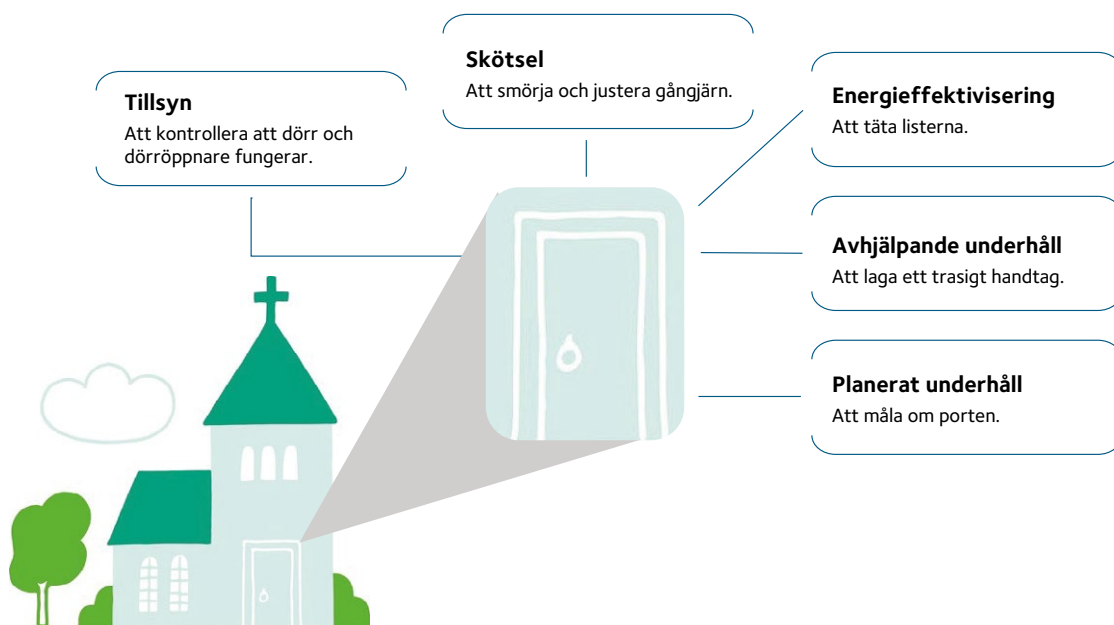 Tillsyn
Att kontrollera att dörr och
dörröppnare fungerar.
Skötsel
Att smörja och justera gångjärn.
Energieffektivisering
Att täta listerna.
Avhjälpande underhåll
Att laga ett trasigt handtag.
Planerat underhåll
Att måla om porten.